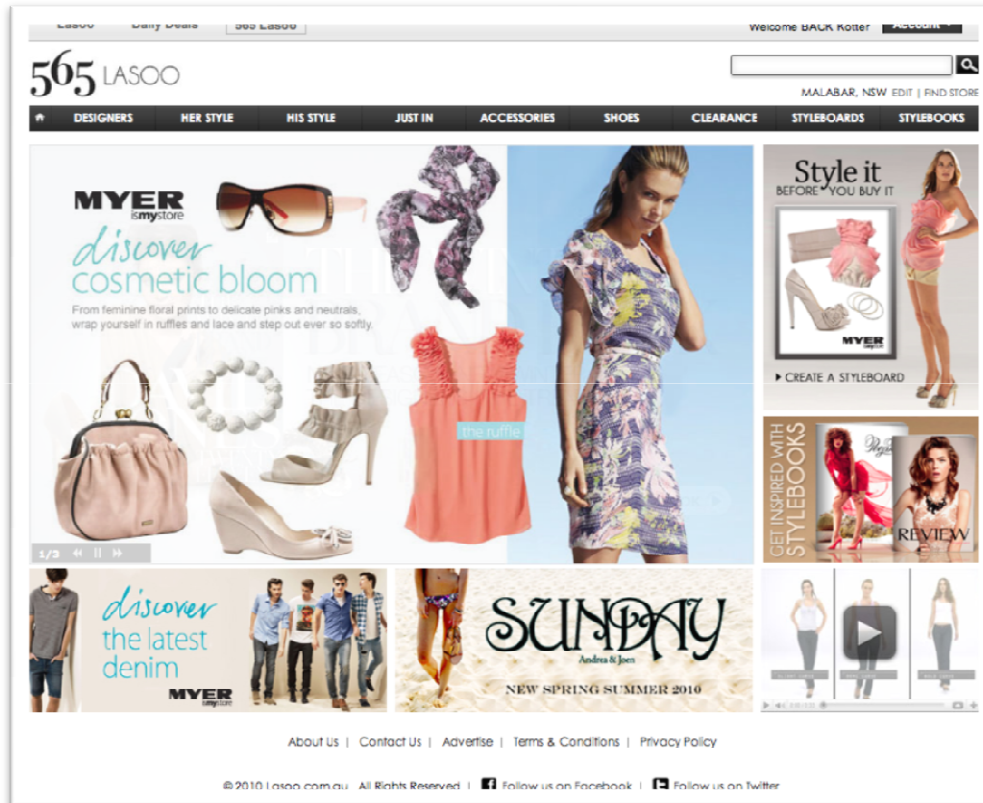 Lasoo Daily Deals 565 Lasoo Welcome BACK Kotter Account
565 LASOO
MALABAR, NSW EDIT | FIND STORE
DESIGNERS HER STYLE HIS STYLE JUST IN ACCESSORIES SHOES CLEARANCE STYLEBOARDS STYLEBOOKS
MYER
ismystore
discover
cosmetic bloom
From feminine floral prints to delicate pinks and neutrals,
wrap yourself in ruffles and lace and step out ever so softly.
the ruffle
1/3
Style it
BEFORE YOU BUY IT
MYER
CREATE A STYLEBOARD
GET INSPIRED WITH
STYLEBOOKS
REVIEW
discover
the latest
denim
MYER
ismystore
SUNDAY
Andrea & Joen
NEW SPRING SUMMER 2010
About Us | Contact Us | Advertise | Terms & Conditions | Privacy Policy
© 2010 Lasoo.com.au All Rights Reserved | Follow us on Facebook | Follow us on Twitter